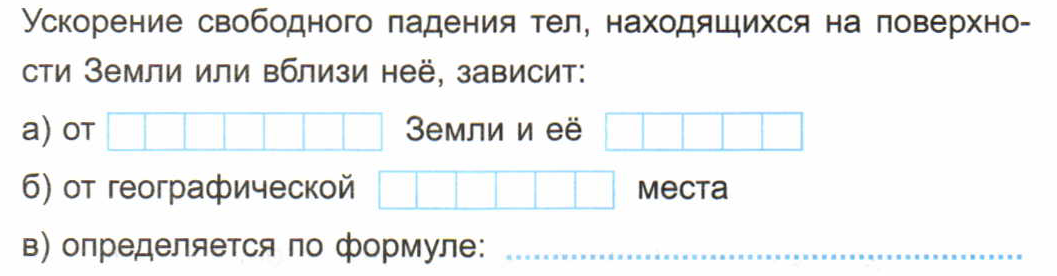 Ускорение свободного падения тел, находящихся на поверхно-
сти Земли или вблизи неё, зависит:
а) от Земли и её
б) от географической места
в) определяется по формуле: